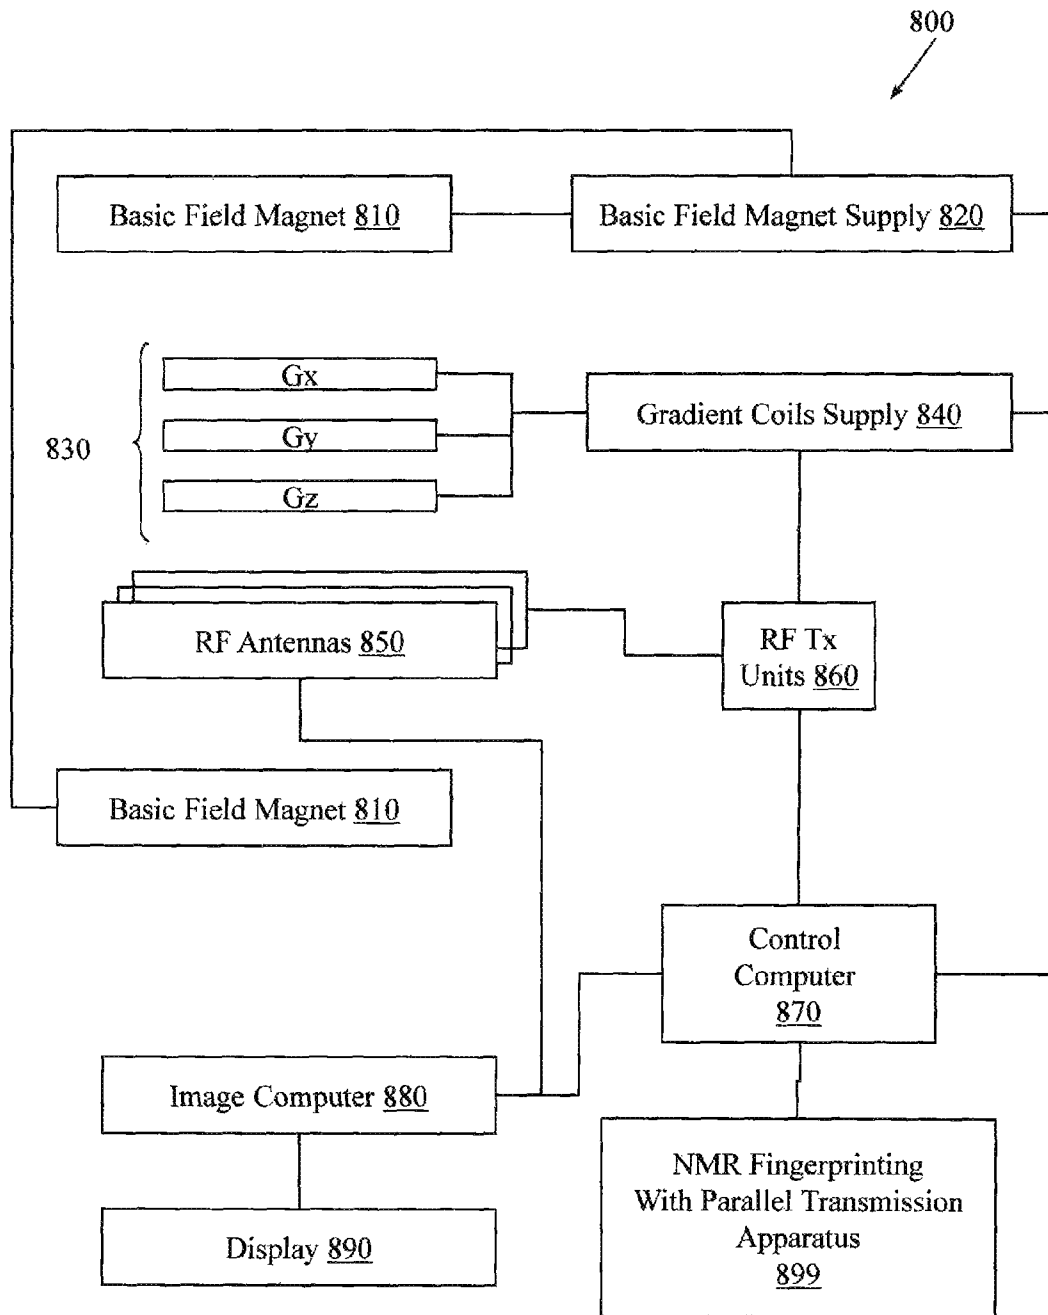 800
Basic Field Magnet 810
Basic Field Magnet Supply 820
Gx
Gy
Gz
830
Gradient Coils Supply 840
RF Antennas 850
RF Tx
Units 860
Basic Field Magnet 810
Control
Computer
870
Image Computer 880
NMR Fingerprinting
With Parallel Transmission
Apparatus
899
Display 890